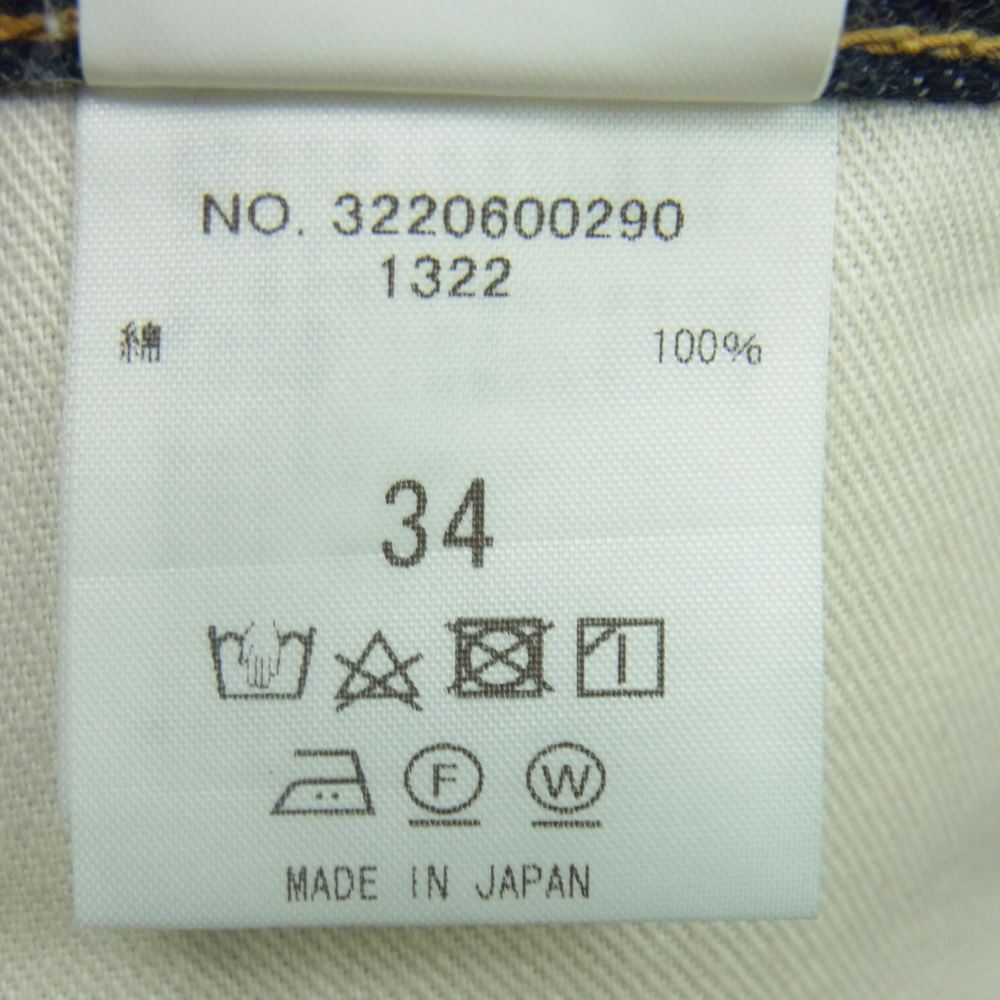 NO. 3220600290
1322
綿 100%
34
F W
MADE IN JAPAN